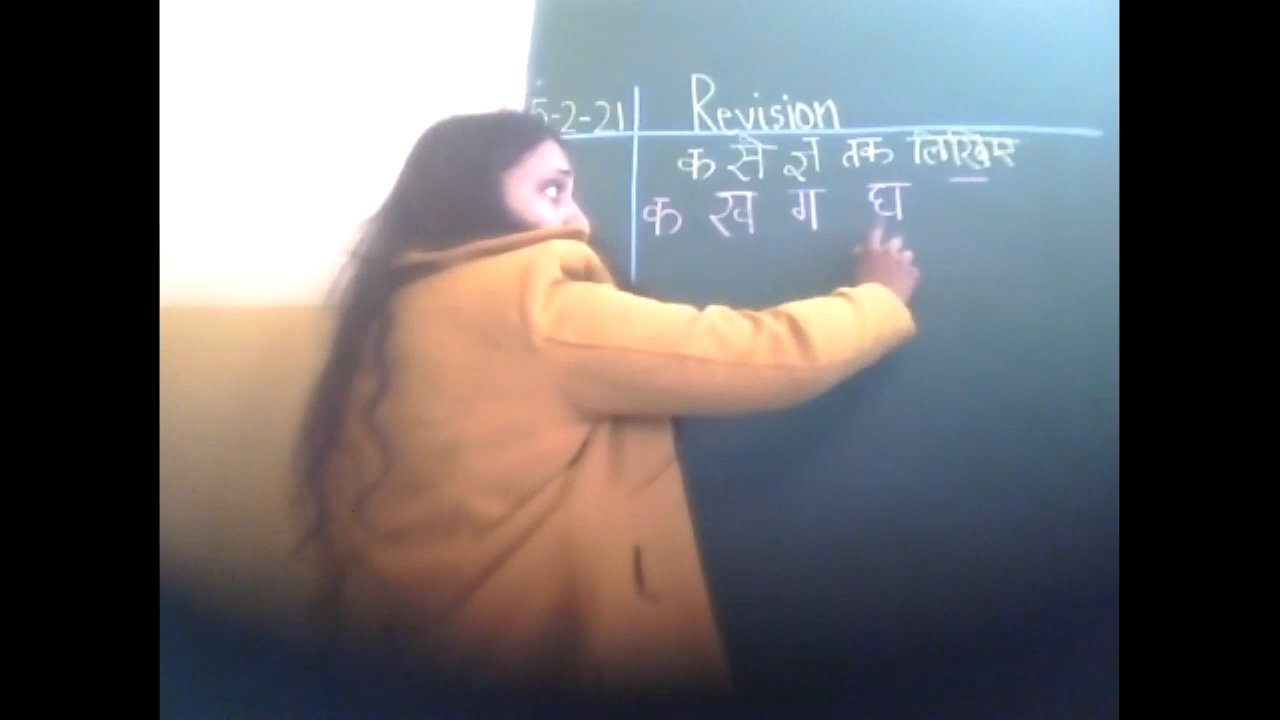 5-2-21 Revision
क से ज्ञ तक लिखिए
क ख ग घ